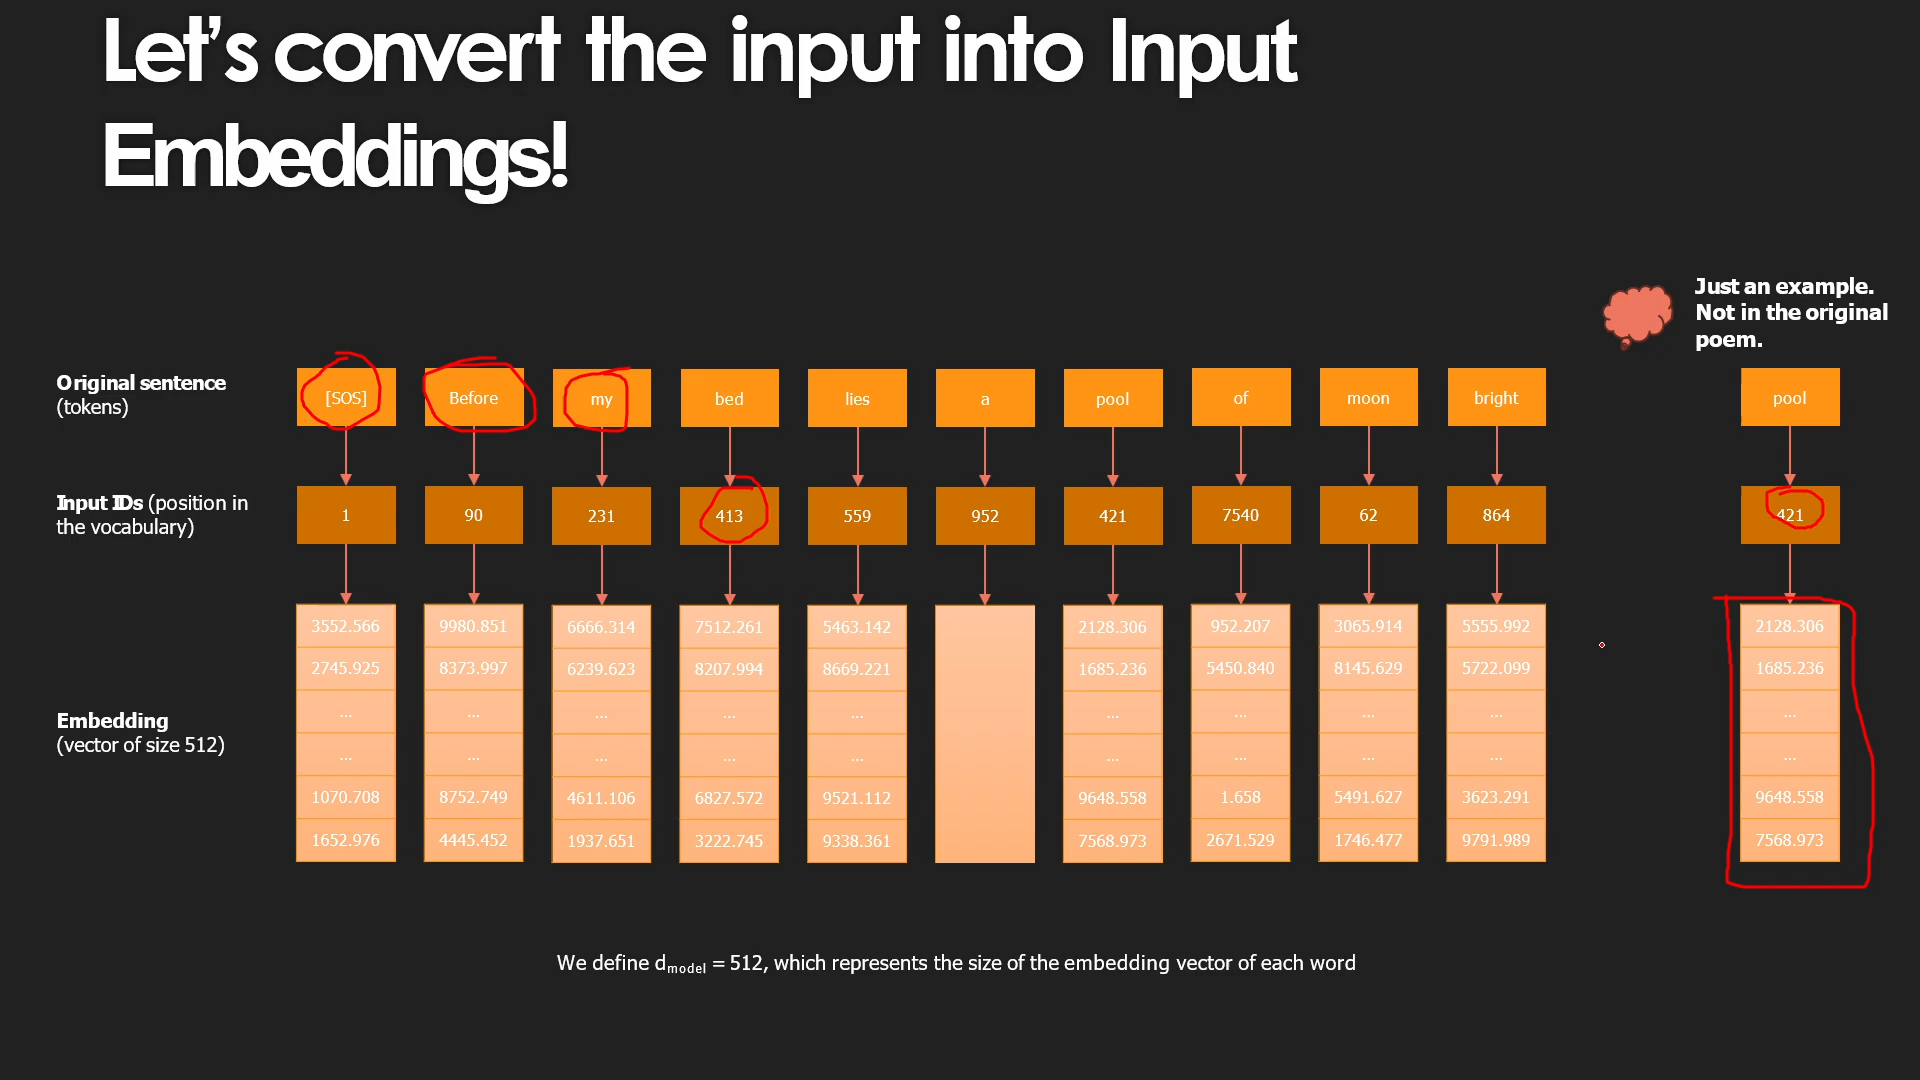 Let's convert the input into Input
Embeddings!
Just an example.
Not in the original
poem.
Original sentence
(tokens)
[SOS] Before my bed lies a pool of moon bright pool
Input IDs (position in
the vocabulary)
1 90 231 413 559 952 421 7540 62 864 421
Embedding
(vector of size 512)
3552.566 9980.851 6666.314 7512.261 5463.142 2128.306 952.207 3065.914 5555.992 2128.306
2745.925 8373.997 6239.623 8207.994 8669.221 1685.236 5450.840 8145.629 5722.099 1685.236
... ... ... ... ... ... ... ... ... ...
... ... ... ... ... ... ... ... ... ...
1070.708 8752.749 4611.106 6827.572 9521.112 9648.558 1.658 5491.627 3623.291 9648.558
1652.976 4445.452 1937.651 3222.745 9338.361 7568.973 2671.529 1746.477 9791.989 7568.973
We define dmodel = 512, which represents the size of the embedding vector of each word